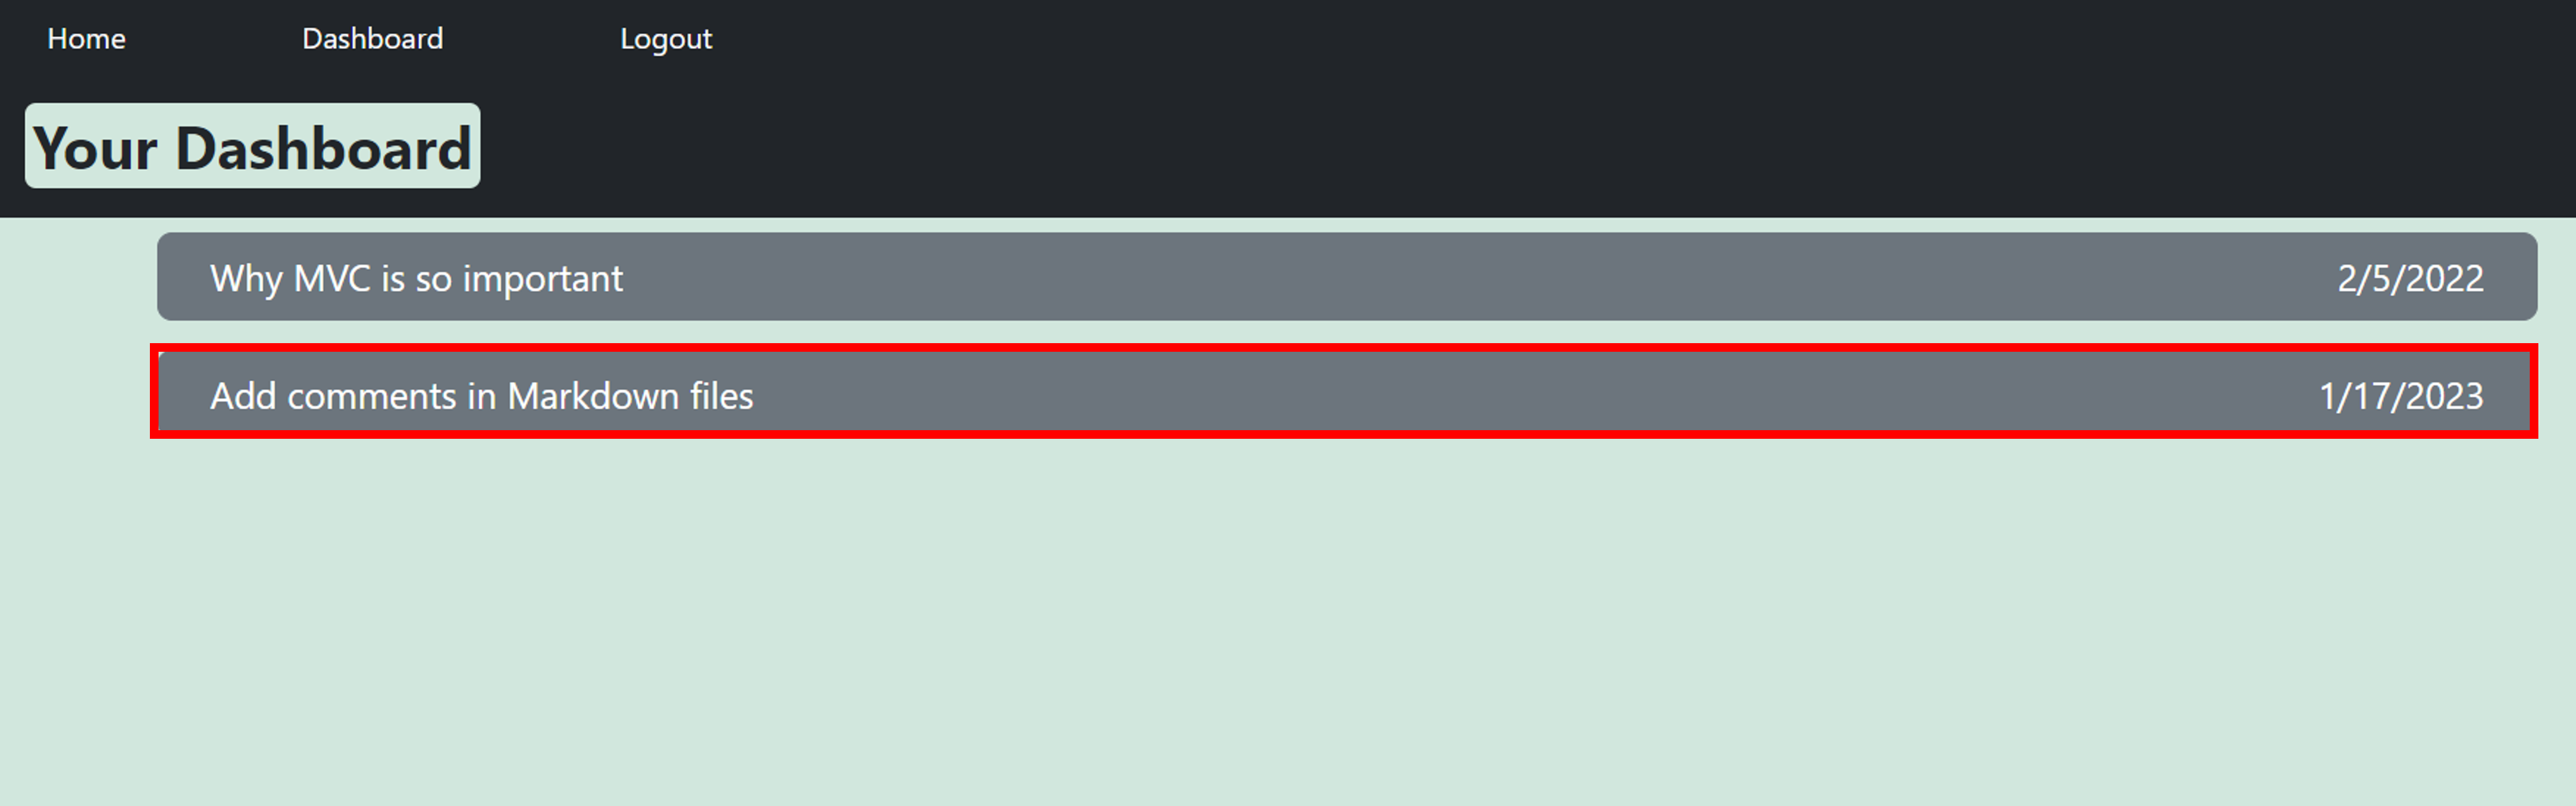 Home Dashboard Logout
Your Dashboard
Why MVC is so important 2/5/2022
Add comments in Markdown files 1/17/2023